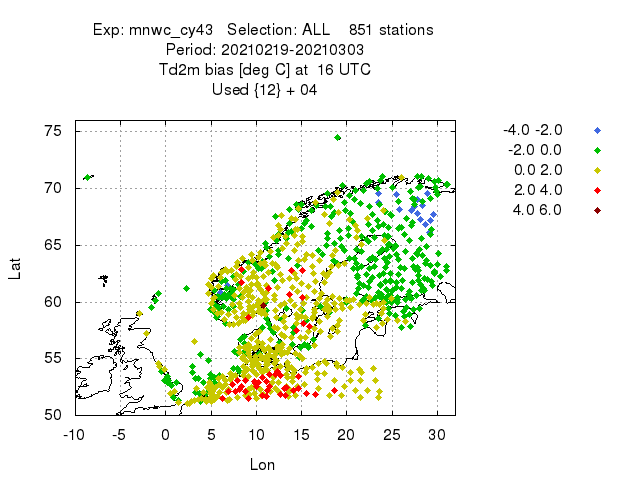 Exp: mnwc_cy43   Selection: ALL    851 stations
Period: 20210219-20210303
Td2m bias [deg C] at  16 UTC
Used {12} + 04
-4.0 -2.0
-2.0 0.0
0.0 2.0
2.0 4.0
4.0 6.0
75
70
65
60
55
50
Lat
-10 -5 0 5 10 15 20 25 30
Lon